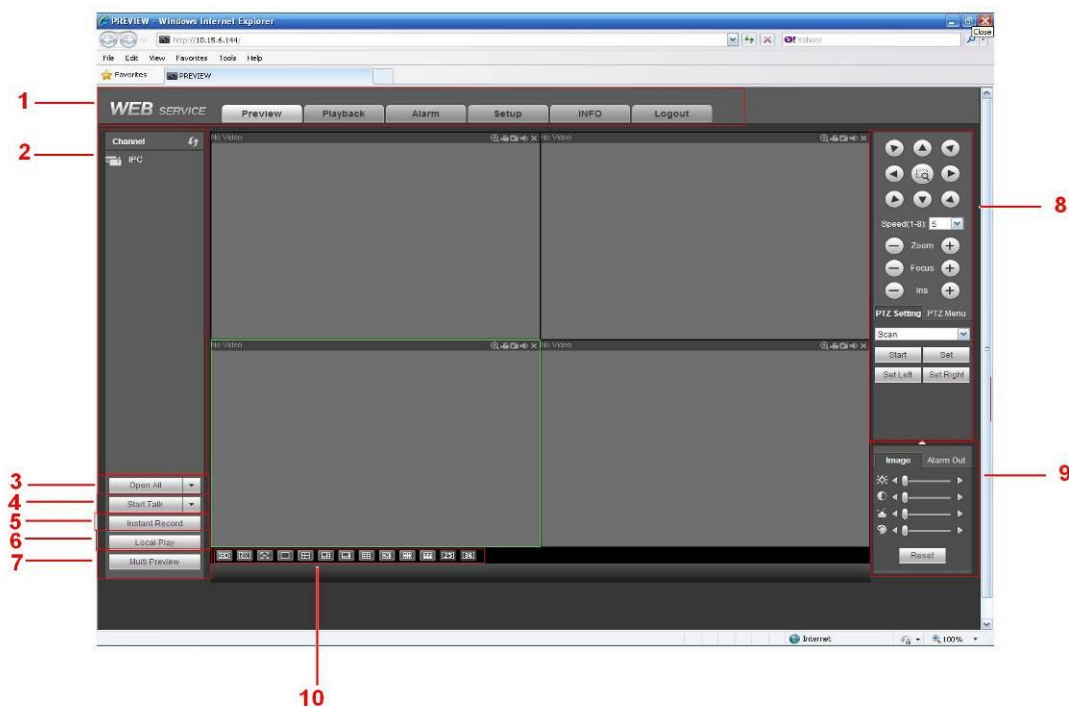 PREVIEW - Windows Internet Explorer
Close
http://10.15.6.144/
Yahoo!
File Edit View Favorites Tools Help
Favorites PREVIEW
1
WEB SERVICE Preview Playback Alarm Setup INFO Logout
2
Channel
IPC
No Video
No Video
8
Speed(1-8): 5
Zoom
Focus
Iris
PTZ Setting PTZ Menu
No Video
No Video
Scan
Start Set
Set Left Set Right
3
Open All
4
Start Talk
5
Instant Record
6
Local Play
7
Multi Preview
9
Image Alarm Out
Reset
25 36
Internet 100%
10